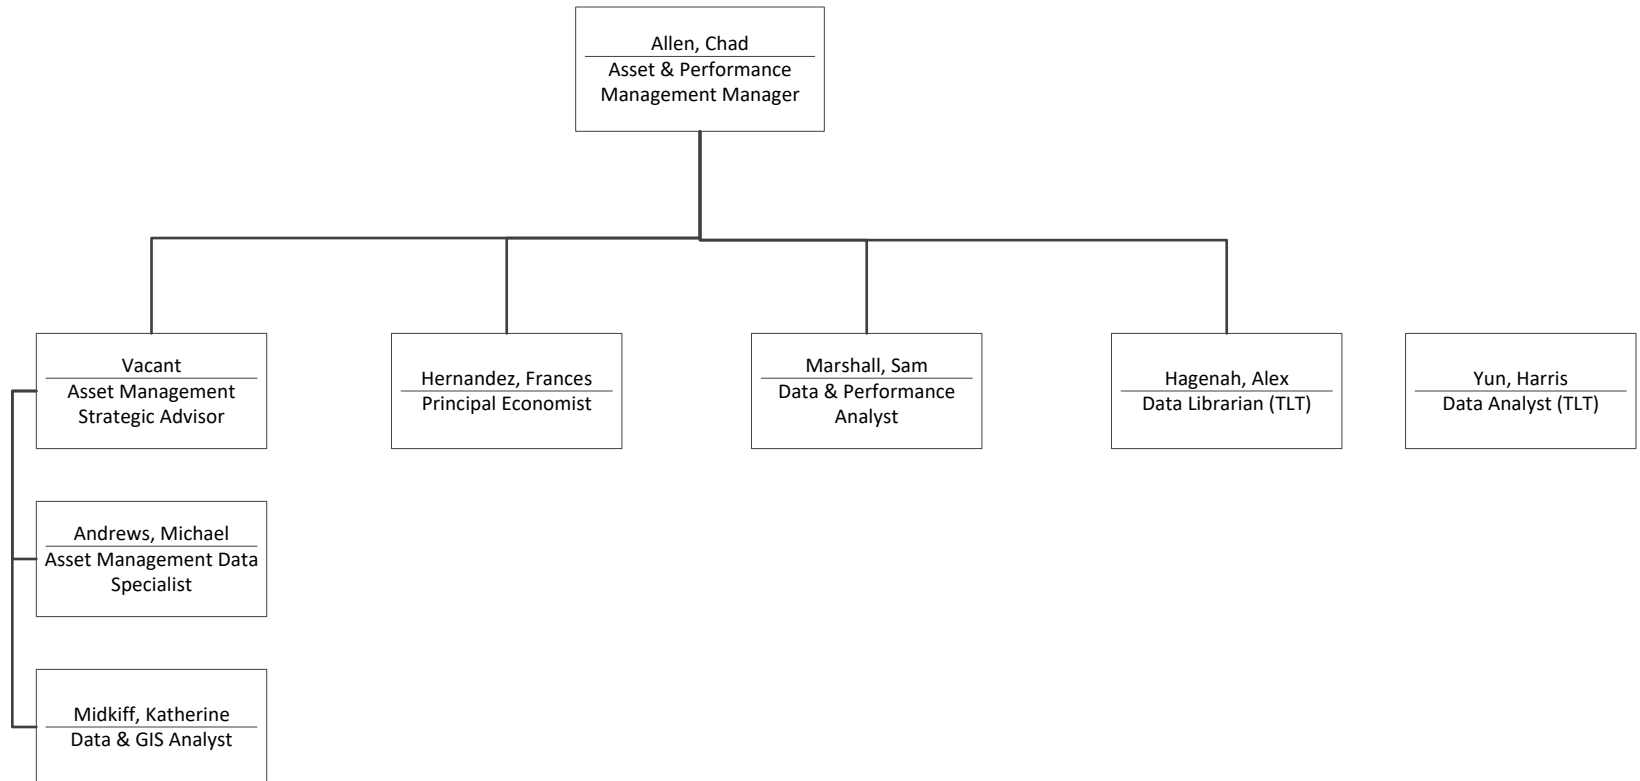 Allen, Chad
Asset & Performance
Management Manager
Vacant
Asset Management
Strategic Advisor
Hernandez, Frances
Principal Economist
Marshall, Sam
Data & Performance
Analyst
Hagenah, Alex
Data Librarian (TLT)
Yun, Harris
Data Analyst (TLT)
Andrews, Michael
Asset Management Data
Specialist
Midkiff, Katherine
Data & GIS Analyst